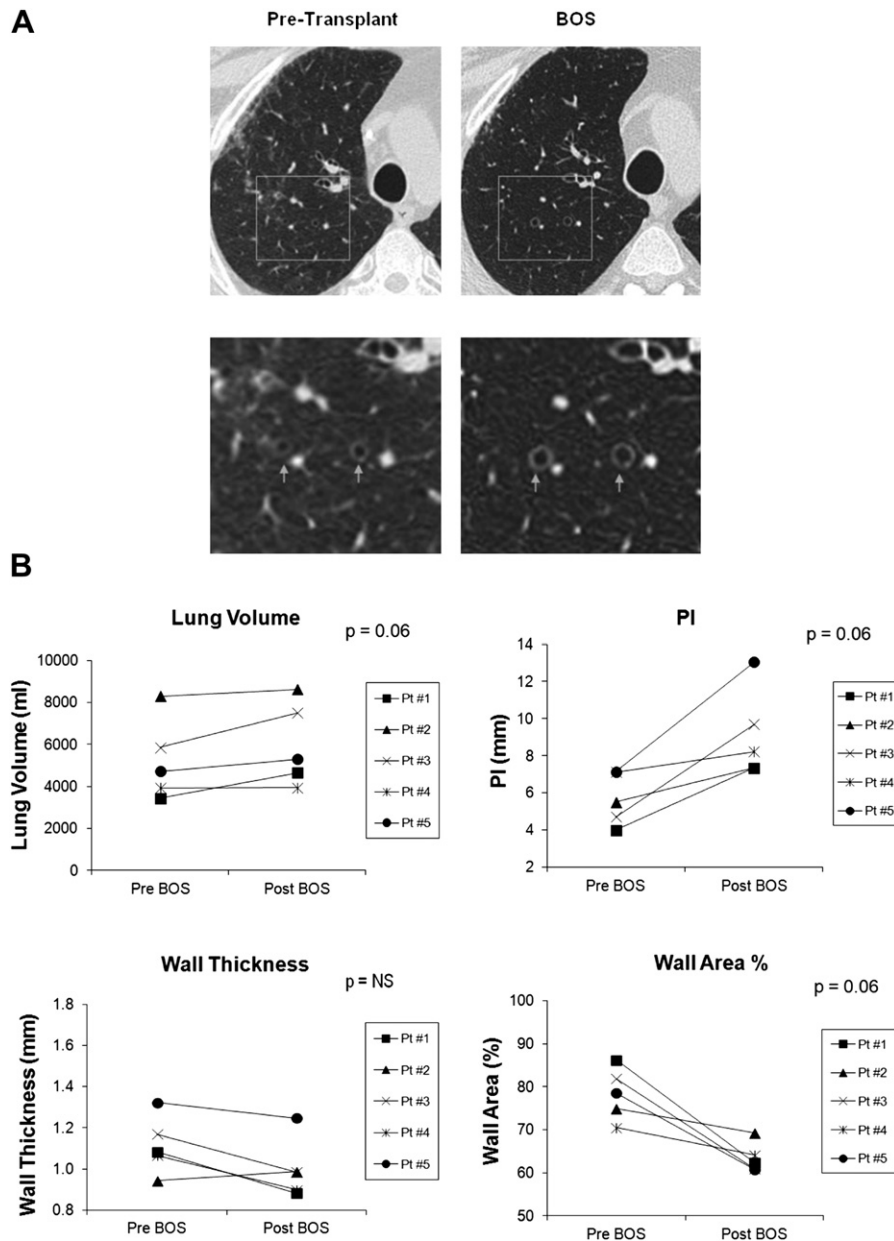 A
Pre-Transplant
BOS
B
Lung Volume
p = 0.06
Lung Volume (ml)
10000
8000
6000
4000
2000
0
Pre BOS
Post BOS
Pt #1
Pt #2
Pt #3
Pt #4
Pt #5
PI
p = 0.06
PI (mm)
14
12
10
8
6
4
2
Pre BOS
Post BOS
Pt #1
Pt #2
Pt #3
Pt #4
Pt #5
Wall Thickness
p = NS
Wall Thickness (mm)
1.8
1.6
1.4
1.2
1.0
0.8
Pre BOS
Post BOS
Pt #1
Pt #2
Pt #3
Pt #4
Pt #5
Wall Area %
p = 0.06
Wall Area (%)
100
90
80
70
60
50
Pre BOS
Post BOS
Pt #1
Pt #2
Pt #3
Pt #4
Pt #5